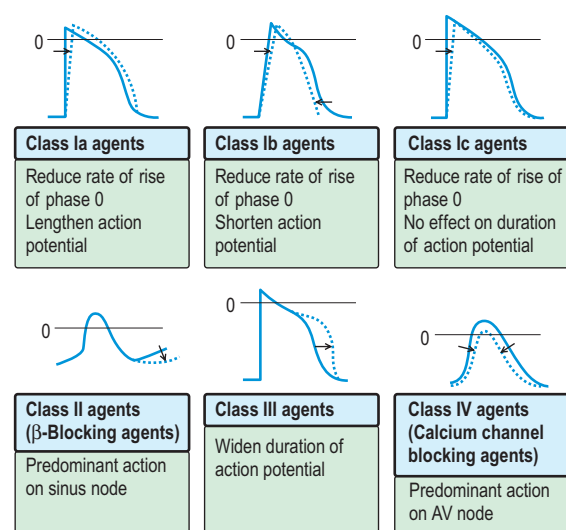 0
0
0
Class Ia agents
Reduce rate of rise
of phase 0
Lengthen action
potential
Class Ib agents
Reduce rate of rise
of phase 0
Shorten action
potential
Class Ic agents
Reduce rate of rise of
phase 0
No effect on duration
of action potential
0
0
0
Class II agents
(β-Blocking agents)
Predominant action
on sinus node
Class III agents
Widen duration of
action potential
Class IV agents
(Calcium channel
blocking agents)
Predominant action
on AV node